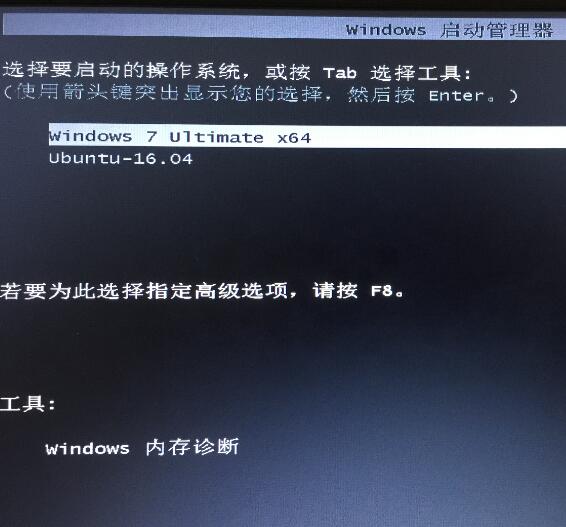 Windows 启动管理器
选择要启动的操作系统，或按 Tab 选择工具:
(使用箭头键突出显示您的选择，然后按 Enter。)
Windows 7 Ultimate x64
Ubuntu-16.04
若要为此选择指定高级选项，请按 F8。
工具:
Windows 内存诊断